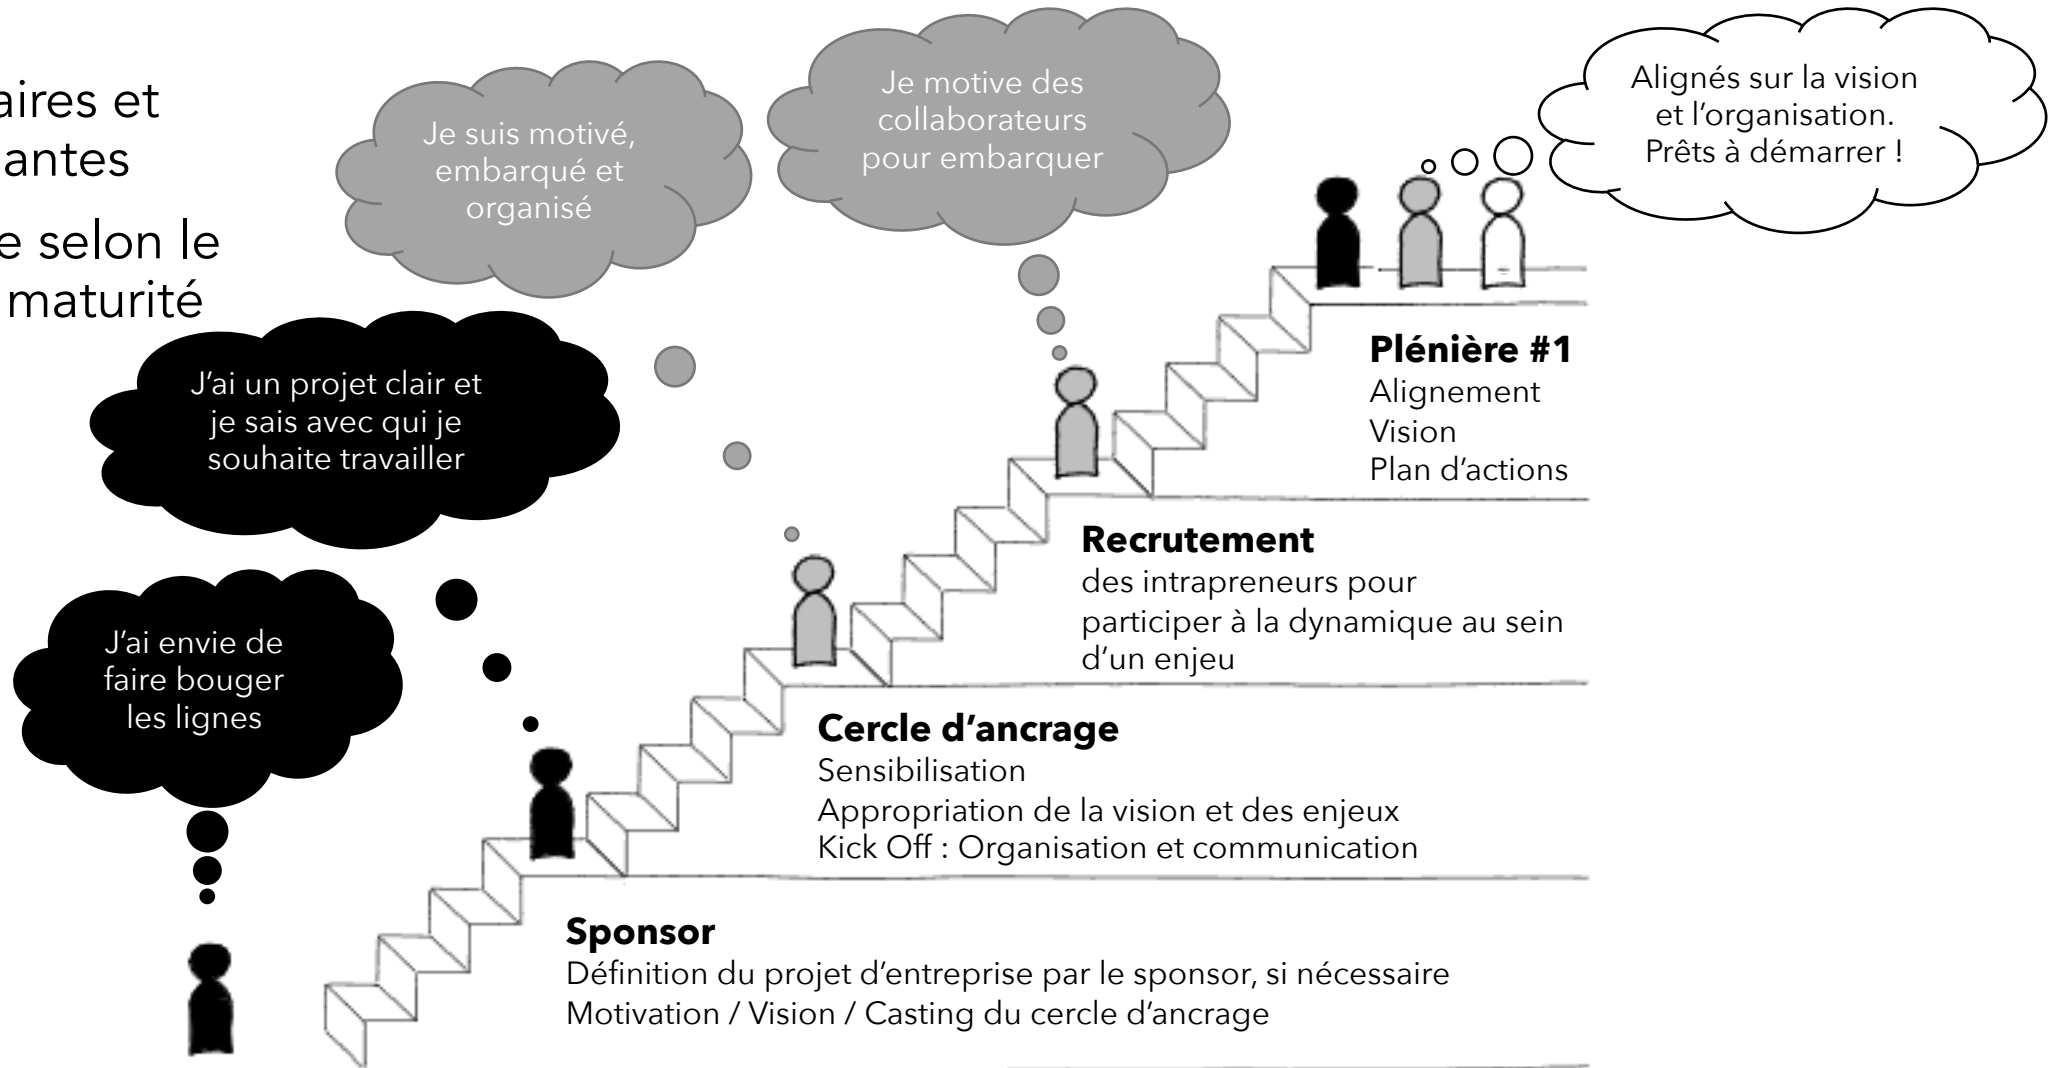 aires et
antes
e selon le
maturité
Je suis motivé,
embarqué et
organisé
Je motive des
collaborateurs
pour embarquer
Alignés sur la vision
et l’organisation.
Prêts à démarrer !
J’ai un projet clair et
je sais avec qui je
souhaite travailler
J’ai envie de
faire bouger
les lignes
Plénière #1
Alignement
Vision
Plan d’actions
Recrutement
des intrapreneurs pour
participer à la dynamique au sein
d’un enjeu
Cercle d’ancrage
Sensibilisation
Appropriation de la vision et des enjeux
Kick Off : Organisation et communication
Sponsor
Définition du projet d’entreprise par le sponsor, si nécessaire
Motivation / Vision / Casting du cercle d’ancrage